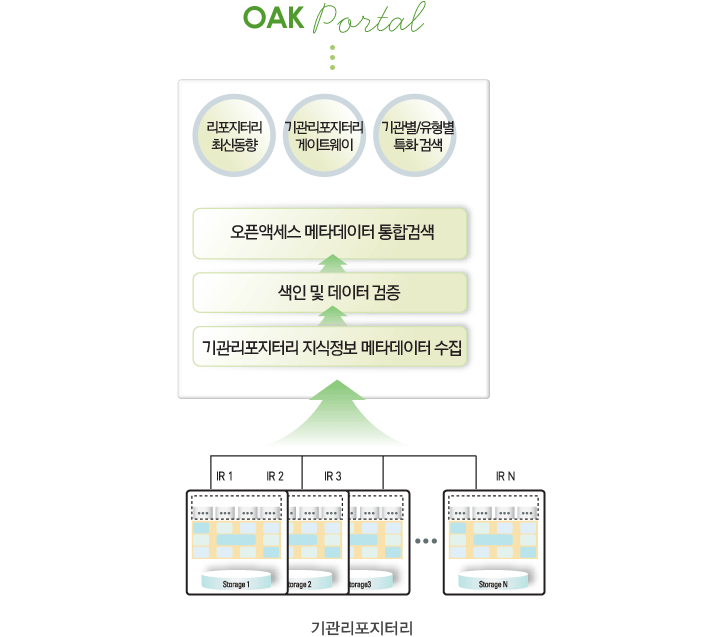 OAK Portal
리포지터리
최신동향
기관리포지터리
게이트웨이
기관별/유형별
특화 검색
오픈액세스 메타데이터 통합검색
색인 및 데이터 검증
기관리포지터리 지식정보 메타데이터 수집
IR 1
IR 2
IR 3
IR N
Storage 1
Storage 2
Storage3
Storage N
기관리포지터리